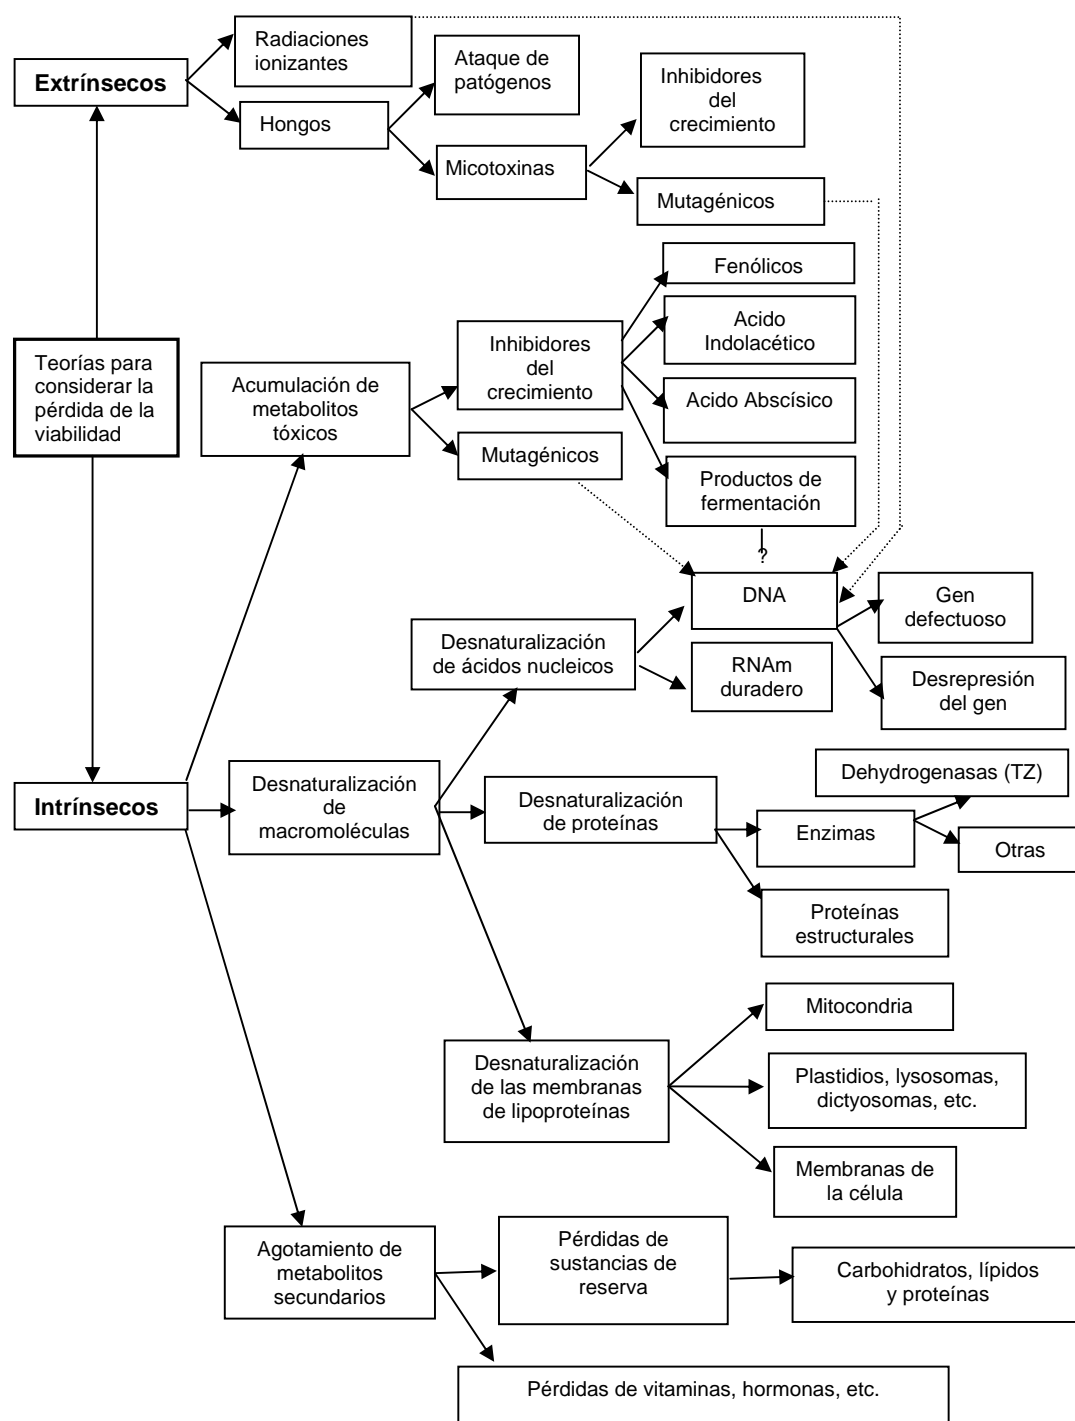 Radiaciones
ionizantes
Extrínsecos
Hongos
Ataque de
patógenos
Inhibidores
del
crecimiento
Micotoxinas
Mutagénicos
Fenólicos
Acido
Indolacético
Teorías para
considerar la
pérdida de la
viabilidad
Acumulación de
metabolitos
tóxicos
Inhibidores
del
crecimiento
Acido Abscísico
Mutagénicos
Productos de
fermentación
?
DNA
Gen
defectuoso
Desnaturalización
de ácidos nucleicos
RNAm
duradero
Desrepresión
del gen
Intrínsecos
Desnaturalización
de
macromoléculas
Desnaturalización
de proteínas
Dehydrogenasas (TZ)
Enzimas
Otras
Proteínas
estructurales
Mitocondria
Desnaturalización
de las membranas
de lipoproteínas
Plastidios, lysosomas,
dictyosomas, etc.
Membranas de
la célula
Agotamiento de
metabolitos
secundarios
Pérdidas de
sustancias de
reserva
Carbohidratos, lípidos
y proteínas
Pérdidas de vitaminas, hormonas, etc.